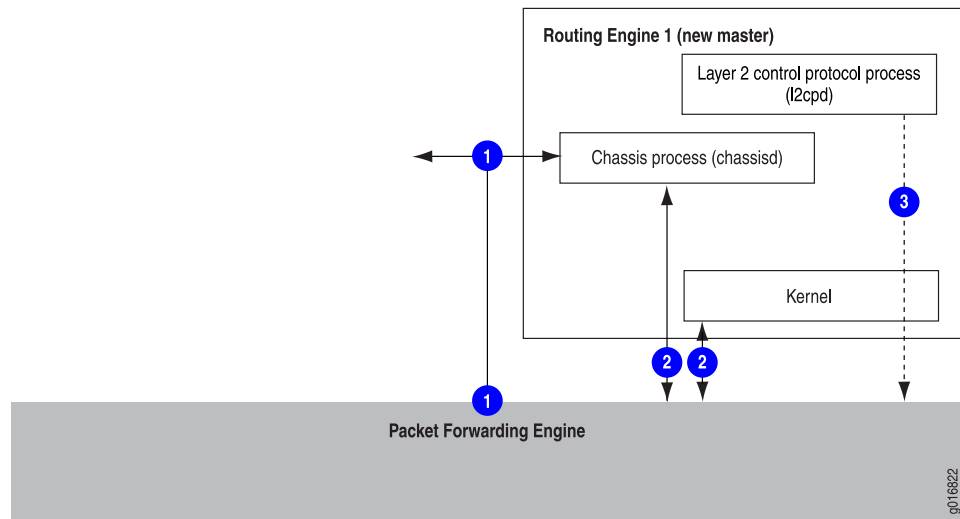 Routing Engine 1 (new master)
Layer 2 control protocol process
(l2cpd)
1
Chassis process (chassisd)
3
Kernel
2
2
1
Packet Forwarding Engine
g016822